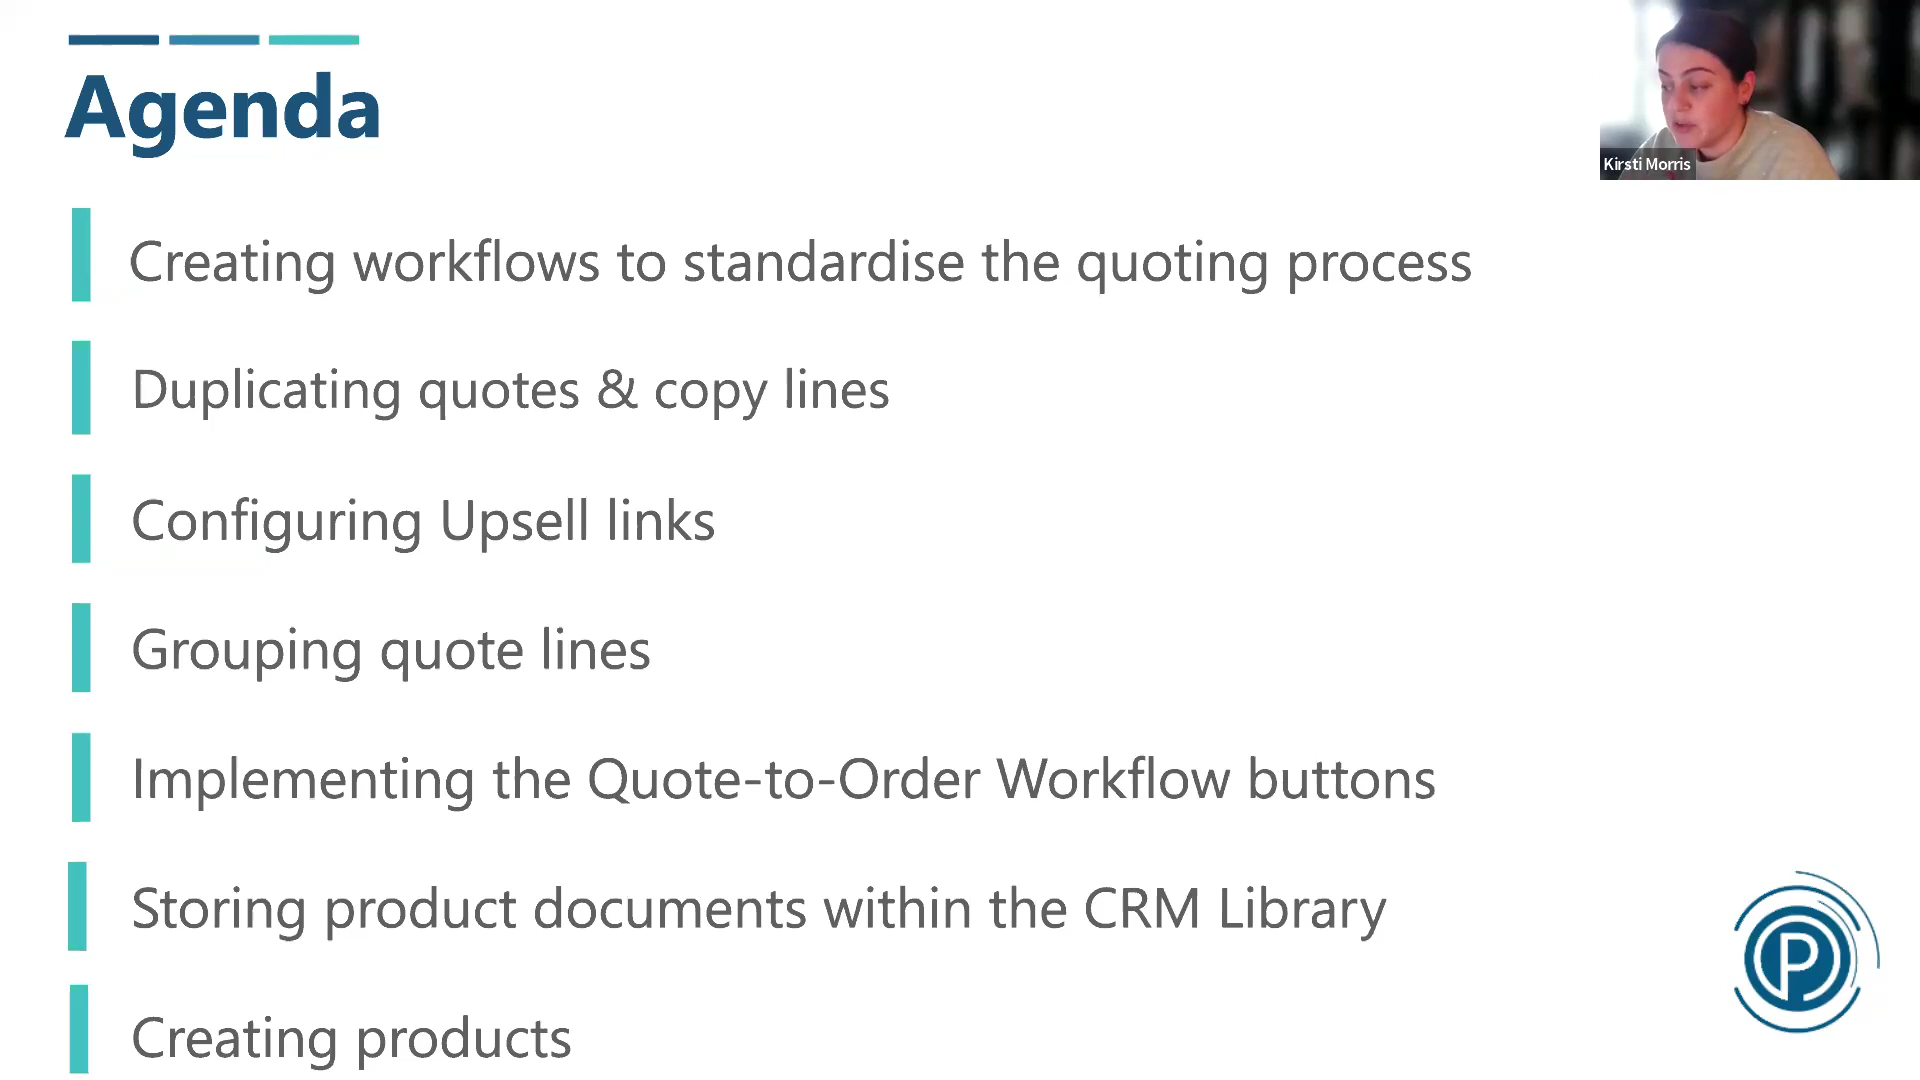 Agenda
Kirsti Morris
Creating workflows to standardise the quoting process
Duplicating quotes & copy lines
Configuring Upsell links
Grouping quote lines
Implementing the Quote-to-Order Workflow buttons
Storing product documents within the CRM Library
P
Creating products